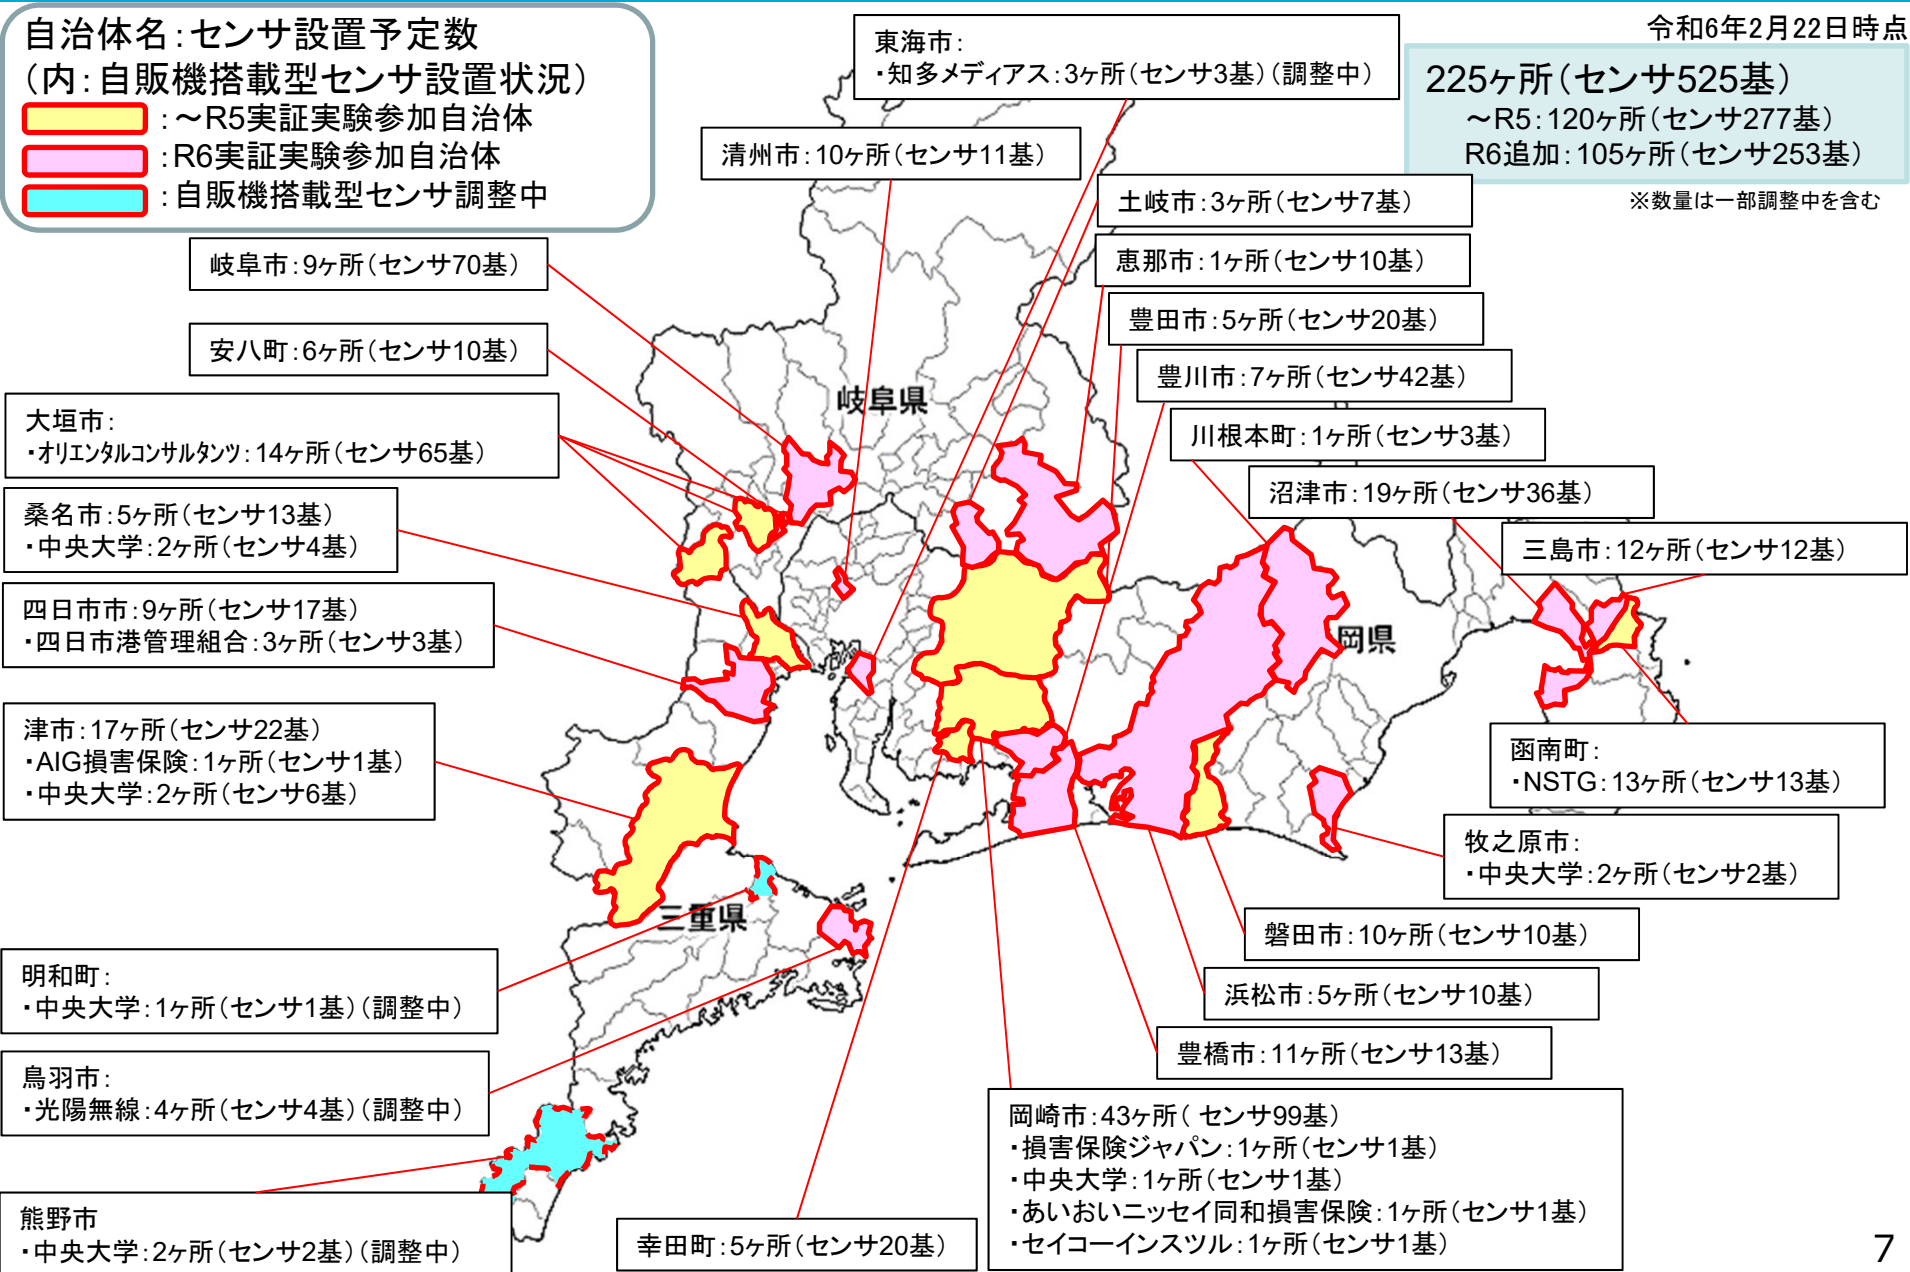 自治体名:センサ設置予定数
(内:自販機搭載型センサ設置状況)
:~R5実証実験参加自治体
:R6実証実験参加自治体
:自販機搭載型センサ調整中
令和6年2月22日時点
225ヶ所(センサ525基)
~R5:120ヶ所(センサ277基)
R6追加:105ヶ所(センサ253基)
※数量は一部調整中を含む
東海市:
・知多メディアス:3ヶ所(センサ3基)(調整中)
清州市:10ヶ所(センサ11基)
土岐市:3ヶ所(センサ7基)
恵那市:1ヶ所(センサ10基)
豊田市:5ヶ所(センサ20基)
豊川市:7ヶ所(センサ42基)
川根本町:1ヶ所(センサ3基)
沼津市:19ヶ所(センサ36基)
三島市:12ヶ所(センサ12基)
岐阜市:9ヶ所(センサ70基)
安八町:6ヶ所(センサ10基)
大垣市:
・オリエンタルコンサルタンツ:14ヶ所(センサ65基)
桑名市:5ヶ所(センサ13基)
・中央大学:2ヶ所(センサ4基)
四日市市:9ヶ所(センサ17基)
・四日市港管理組合:3ヶ所(センサ3基)
津市:17ヶ所(センサ22基)
・AIG損害保険:1ヶ所(センサ1基)
・中央大学:2ヶ所(センサ6基)
岐阜県
岡県
三重県
函南町:
・NSTG:13ヶ所(センサ13基)
牧之原市:
・中央大学:2ヶ所(センサ2基)
磐田市:10ヶ所(センサ10基)
浜松市:5ヶ所(センサ10基)
豊橋市:11ヶ所(センサ13基)
明和町:
・中央大学:1ヶ所(センサ1基)(調整中)
鳥羽市:
・光陽無線:4ヶ所(センサ4基)(調整中)
熊野市
・中央大学:2ヶ所(センサ2基)(調整中)
幸田町:5ヶ所(センサ20基)
岡崎市:43ヶ所( センサ99基)
・損害保険ジャパン:1ヶ所(センサ1基)
・中央大学:1ヶ所(センサ1基)
・あいおいニッセイ同和損害保険:1ヶ所(センサ1基)
・セイコーインスツル:1ヶ所(センサ1基)
7